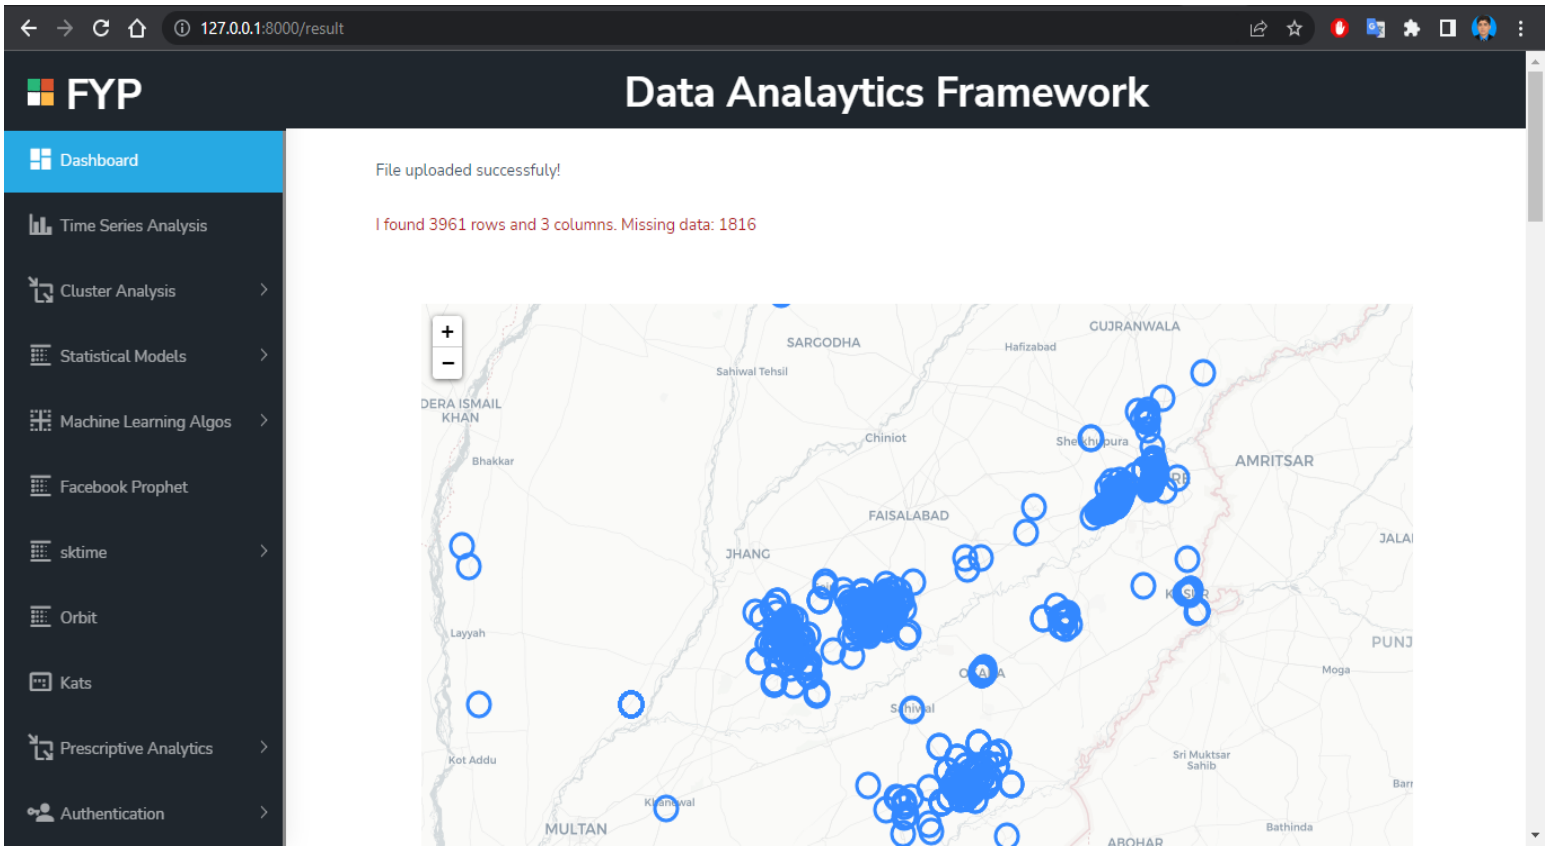 127.0.0.1:8000/result
FYP
Data Analaytics Framework
Dashboard
Time Series Analysis
Cluster Analysis
Statistical Models
Machine Learning Algos
Facebook Prophet
sktime
Orbit
Kats
Prescriptive Analytics
Authentication
File uploaded successfuly!
I found 3961 rows and 3 columns. Missing data: 1816
+
−
GUJRANWALA
SARGODHA
Hafizabad
Sahiwal Tehsil
DERA ISMAIL
KHAN
Chiniot
Bhakkar
AMRITSAR
FAISALABAD
JALA
JHANG
Layyah
PUNJ
Moga
Sri Muktsar
Sahib
Kot Addu
Barr
MULTAN
Bathinda
ABOHAR